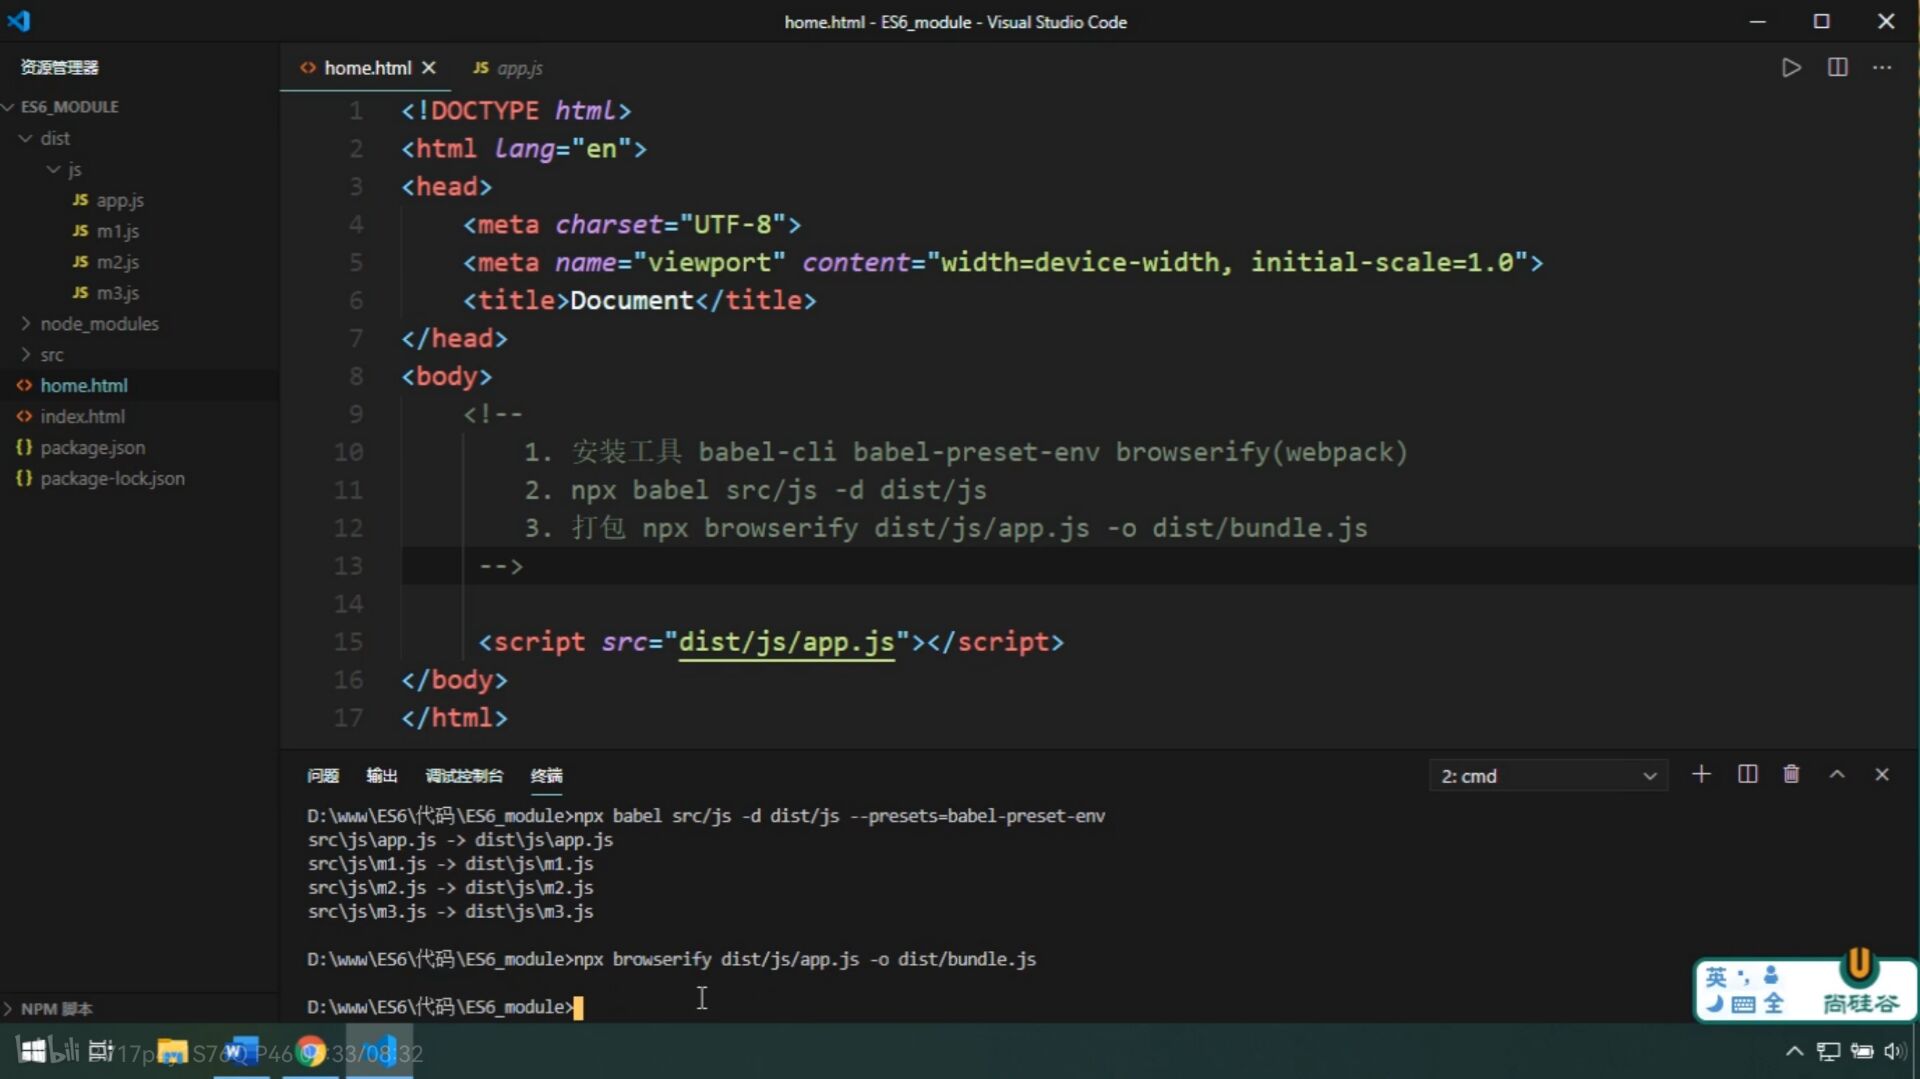 home.html - ES6_module - Visual Studio Code
资源管理器
ES6_MODULE
dist
js
JS app.js
JS m1.js
JS m2.js
JS m3.js
node_modules
src
<> home.html
<> index.html
{} package.json
{} package-lock.json
NPM 脚本
<> home.html
JS app.js
1 <!DOCTYPE html>
2 <html lang="en">
3 <head>
4 <meta charset="UTF-8">
5 <meta name="viewport" content="width=device-width, initial-scale=1.0">
6 <title>Document</title>
7 </head>
8 <body>
9 <!--
10 1. 安装工具 babel-cli babel-preset-env browserify(webpack)
11 2. npx babel src/js -d dist/js
12 3. 打包 npx browserify dist/js/app.js -o dist/bundle.js
13 -->
14
15 <script src="dist/js/app.js"></script>
16 </body>
17 </html>
问题 输出 调试控制台 终端
2: cmd
D:\www\ES6\代码\ES6_module>npx babel src/js -d dist/js --presets=babel-preset-env
src\js\app.js -> dist\js\app.js
src\js\m1.js -> dist\js\m1.js
src\js\m2.js -> dist\js\m2.js
src\js\m3.js -> dist\js\m3.js
D:\www\ES6\代码\ES6_module>npx browserify dist/js/app.js -o dist/bundle.js
D:\www\ES6\代码\ES6_module>
英
全
尚硅谷
P46
/08:32